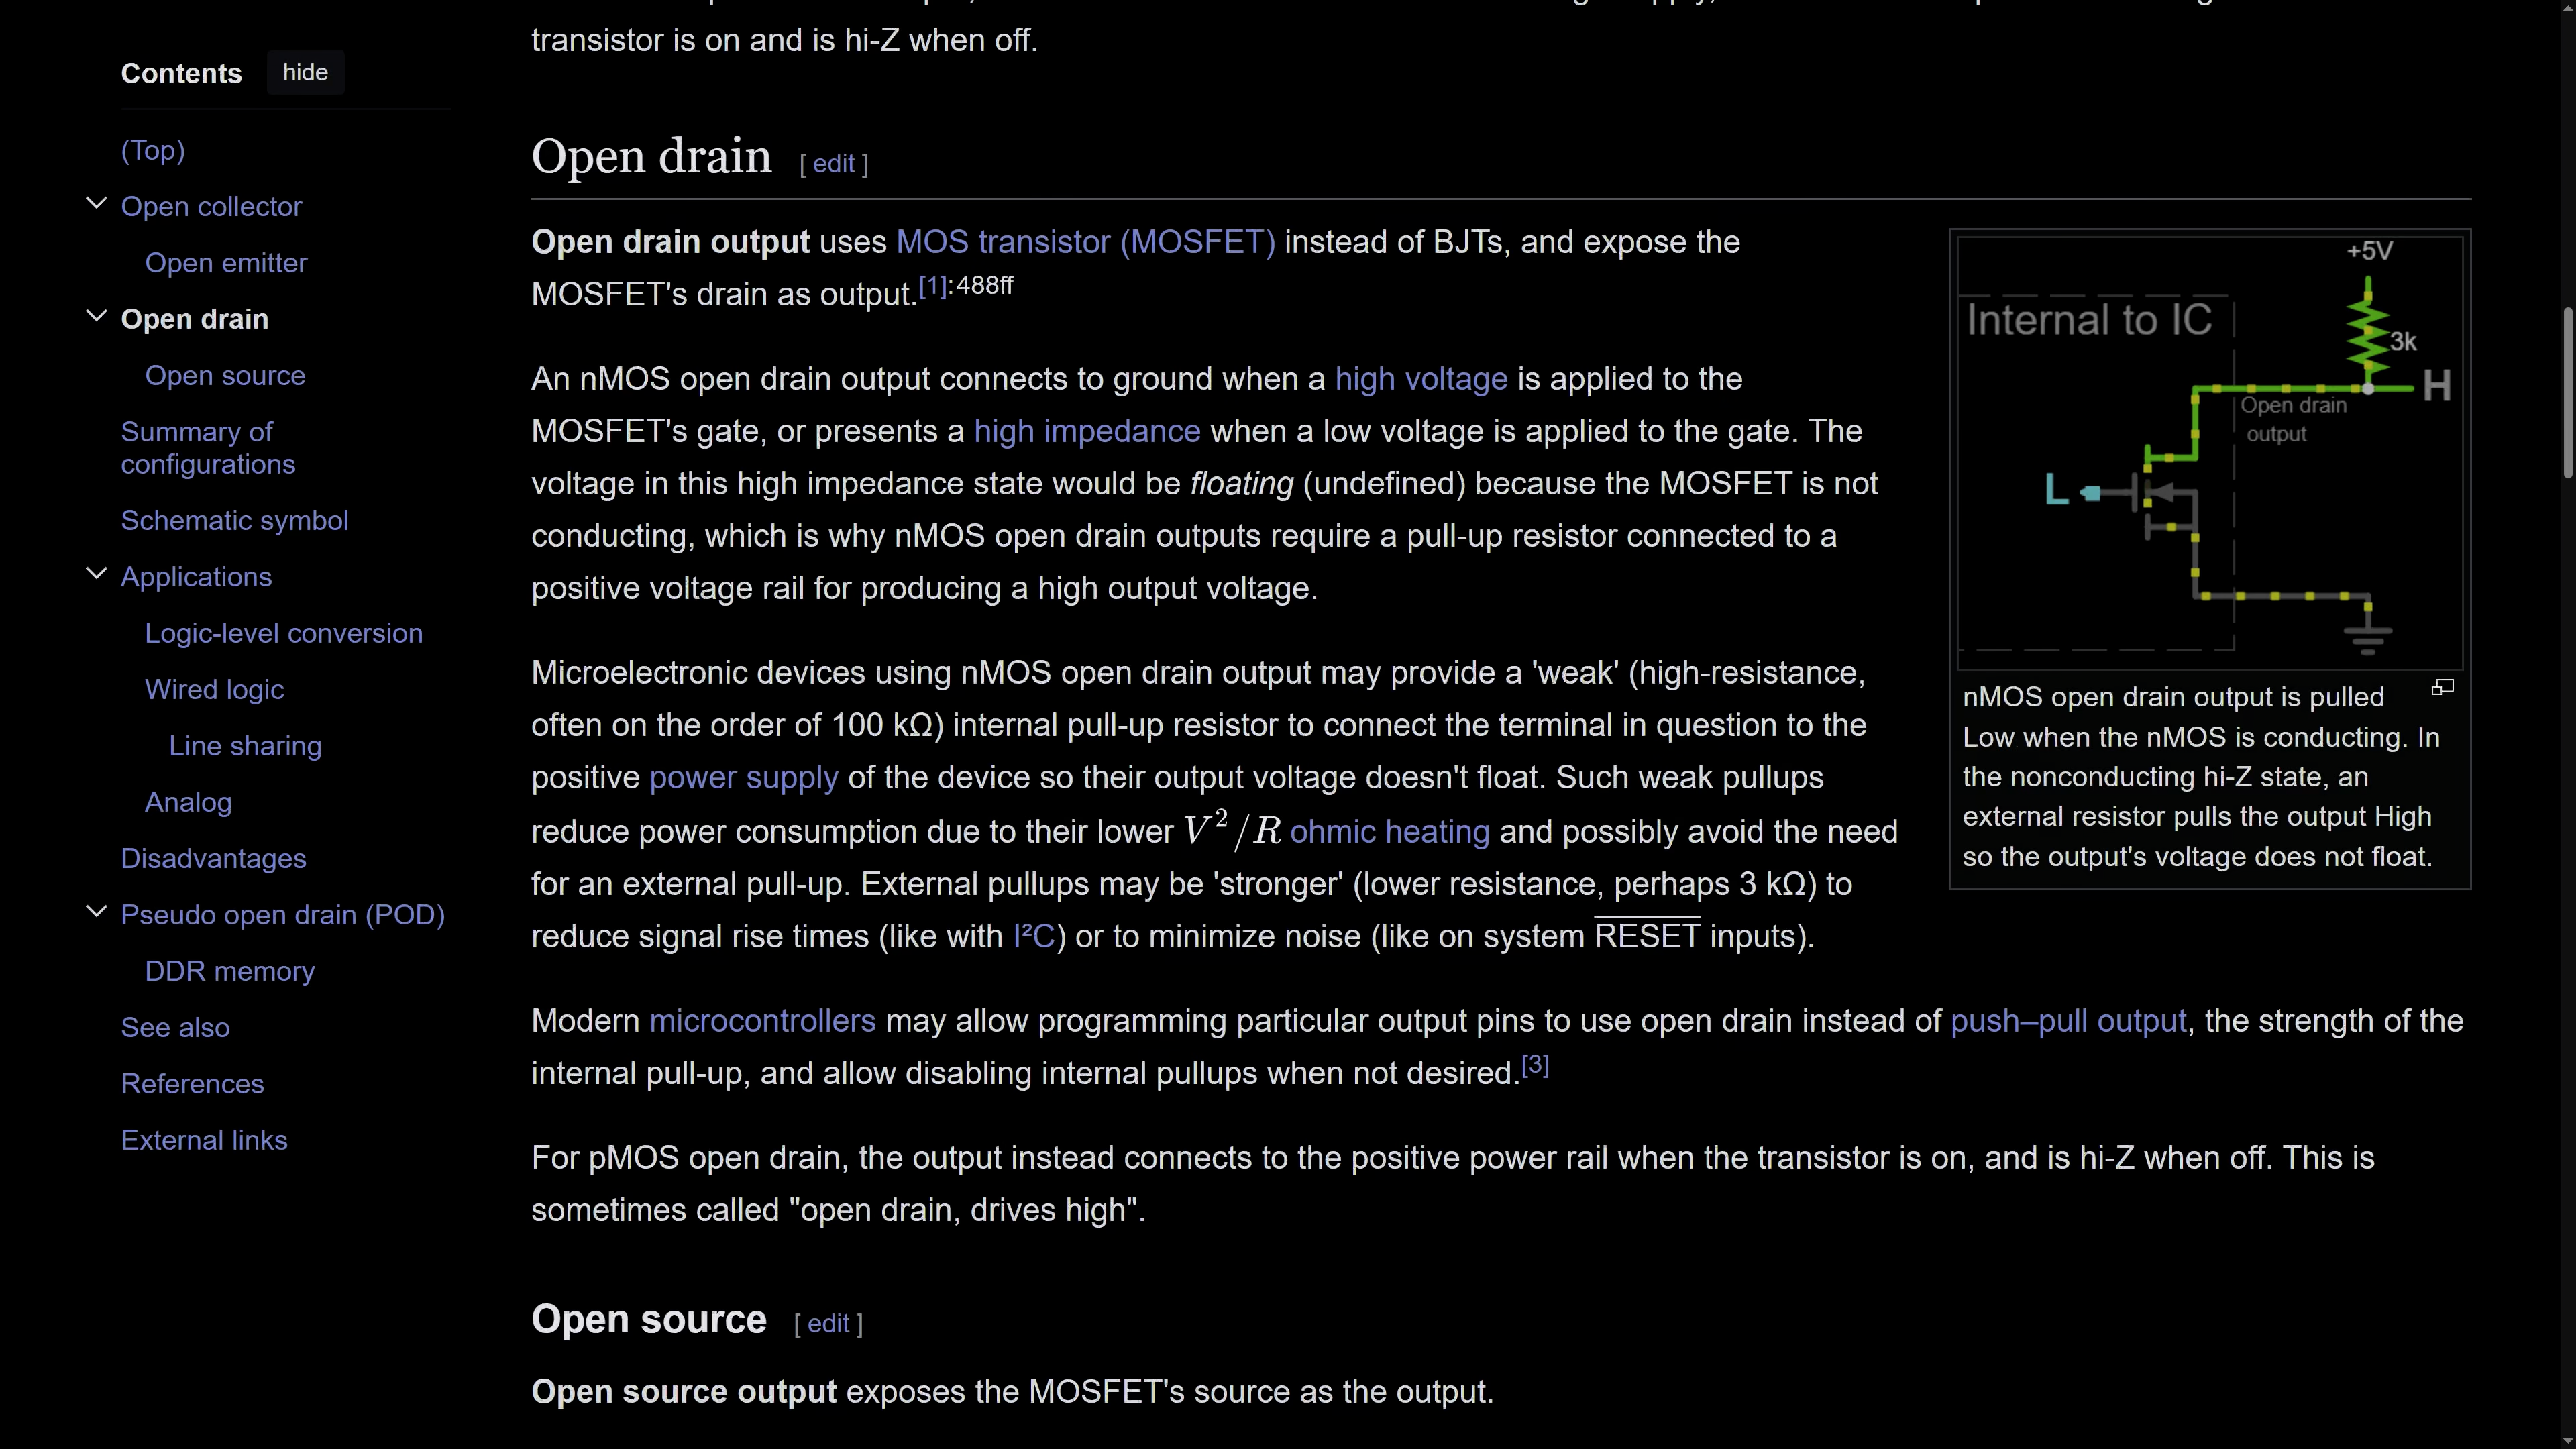 transistor is on and is hi-Z when off.
Contents hide
(Top)
Open collector
Open emitter
Open drain
Open source
Summary of
configurations
Schematic symbol
Applications
Logic-level conversion
Wired logic
Line sharing
Analog
Disadvantages
Pseudo open drain (POD)
DDR memory
See also
References
External links
Open drain [ edit ]
Open drain output uses MOS transistor (MOSFET) instead of BJTs, and expose the
MOSFET's drain as output.[1]:488ff
An nMOS open drain output connects to ground when a high voltage is applied to the
MOSFET's gate, or presents a high impedance when a low voltage is applied to the gate. The
voltage in this high impedance state would be floating (undefined) because the MOSFET is not
conducting, which is why nMOS open drain outputs require a pull-up resistor connected to a
positive voltage rail for producing a high output voltage.
Microelectronic devices using nMOS open drain output may provide a 'weak' (high-resistance,
often on the order of 100 kΩ) internal pull-up resistor to connect the terminal in question to the
positive power supply of the device so their output voltage doesn't float. Such weak pullups
reduce power consumption due to their lower V²/R ohmic heating and possibly avoid the need
for an external pull-up. External pullups may be 'stronger' (lower resistance, perhaps 3 kΩ) to
reduce signal rise times (like with I²C) or to minimize noise (like on system R̅E̅S̅E̅T̅ inputs).
+5V
Internal to IC
3k
H
Open drain
output
L
nMOS open drain output is pulled
Low when the nMOS is conducting. In
the nonconducting hi-Z state, an
external resistor pulls the output High
so the output's voltage does not float.
Modern microcontrollers may allow programming particular output pins to use open drain instead of push–pull output, the strength of the
internal pull-up, and allow disabling internal pullups when not desired.[3]
For pMOS open drain, the output instead connects to the positive power rail when the transistor is on, and is hi-Z when off. This is
sometimes called "open drain, drives high".
Open source [ edit ]
Open source output exposes the MOSFET's source as the output.